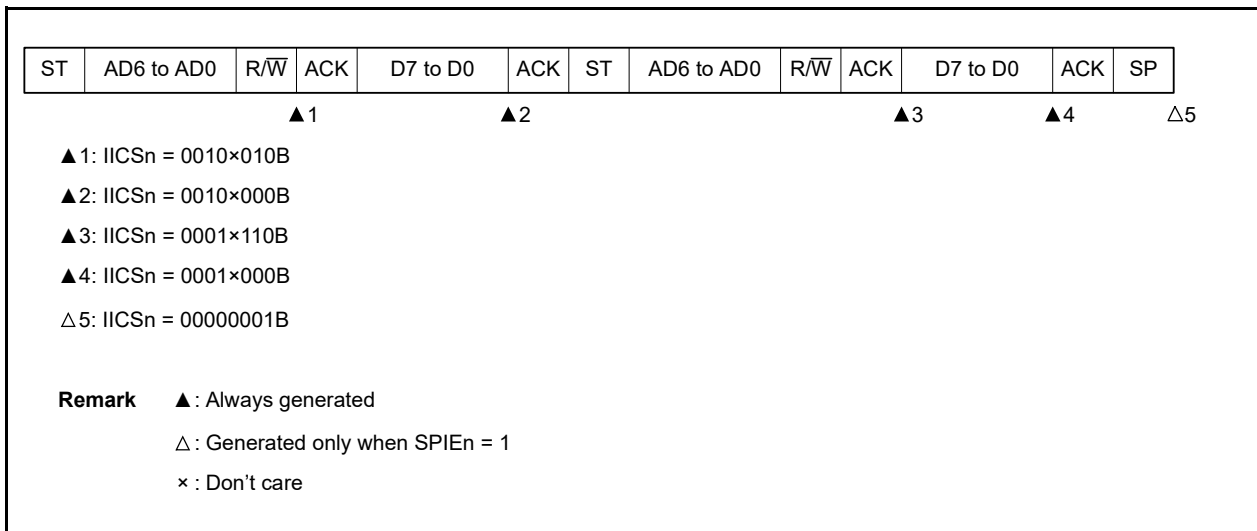 ST AD6 to AD0 R/W̅ ACK D7 to D0 ACK ST AD6 to AD0 R/W̅ ACK D7 to D0 ACK SP
▲1 ▲2 ▲3 ▲4 △5
▲1: IICSn = 0010×010B
▲2: IICSn = 0010×000B
▲3: IICSn = 0001×110B
▲4: IICSn = 0001×000B
△5: IICSn = 00000001B
Remark ▲: Always generated
△: Generated only when SPIEn = 1
× : Don’t care